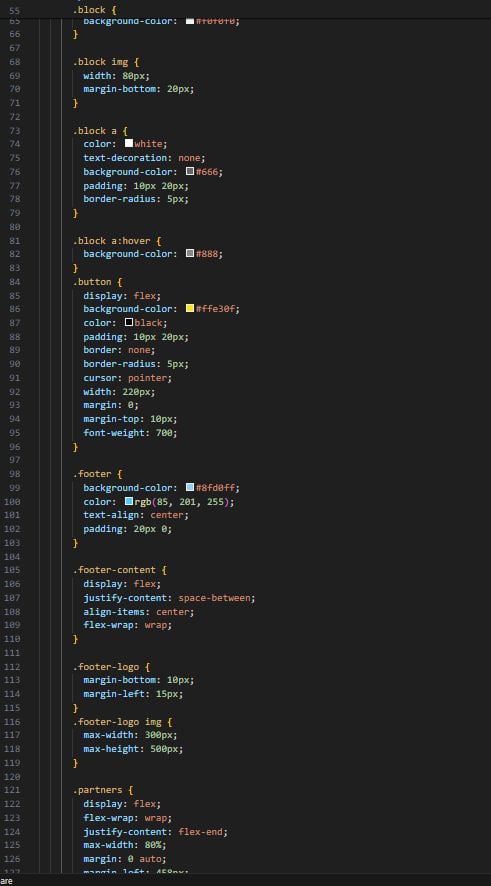 55 .block {
65 background-color: #f0f0f0;
66 }
67
68 .block img {
69 width: 80px;
70 margin-bottom: 20px;
71 }
72
73 .block a {
74 color: white;
75 text-decoration: none;
76 background-color: #666;
77 padding: 10px 20px;
78 border-radius: 5px;
79 }
80
81 .block a:hover {
82 background-color: #888;
83 }
84 .button {
85 display: flex;
86 background-color: #ffe30f;
87 color: black;
88 padding: 10px 20px;
89 border: none;
90 border-radius: 5px;
91 cursor: pointer;
92 width: 220px;
93 margin: 0;
94 margin-top: 10px;
95 font-weight: 700;
96 }
97
98 .footer {
99 background-color: #8fd0ff;
100 color: rgb(85, 201, 255);
101 text-align: center;
102 padding: 20px 0;
103 }
104
105 .footer-content {
106 display: flex;
107 justify-content: space-between;
108 align-items: center;
109 flex-wrap: wrap;
110 }
111
112 .footer-logo {
113 margin-bottom: 10px;
114 margin-left: 15px;
115 }
116 .footer-logo img {
117 max-width: 300px;
118 max-height: 500px;
119 }
120
121 .partners {
122 display: flex;
123 flex-wrap: wrap;
124 justify-content: flex-end;
125 max-width: 80%;
126 margin: 0 auto;
127 margin-left: 458px;
are